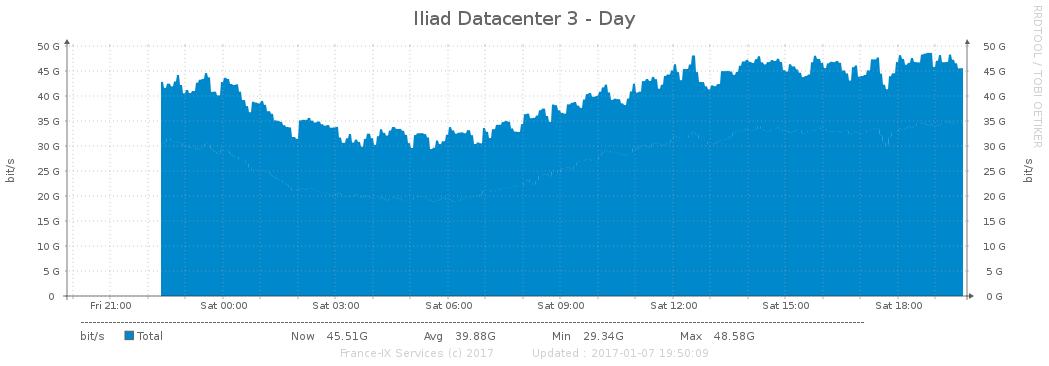 Iliad Datacenter 3 - Day
RRDTOOL / TOBI OETIKER
bit/s
50 G
45 G
40 G
35 G
30 G
25 G
20 G
15 G
10 G
5 G
0
50 G
45 G
40 G
35 G
30 G
25 G
20 G
15 G
10 G
5 G
0 G
bit/s
Fri 21:00 Sat 00:00 Sat 03:00 Sat 06:00 Sat 09:00 Sat 12:00 Sat 15:00 Sat 18:00
bit/s Total Now 45.51G Avg 39.88G Min 29.34G Max 48.58G
France-IX Services (c) 2017 Updated : 2017-01-07 19:50:09